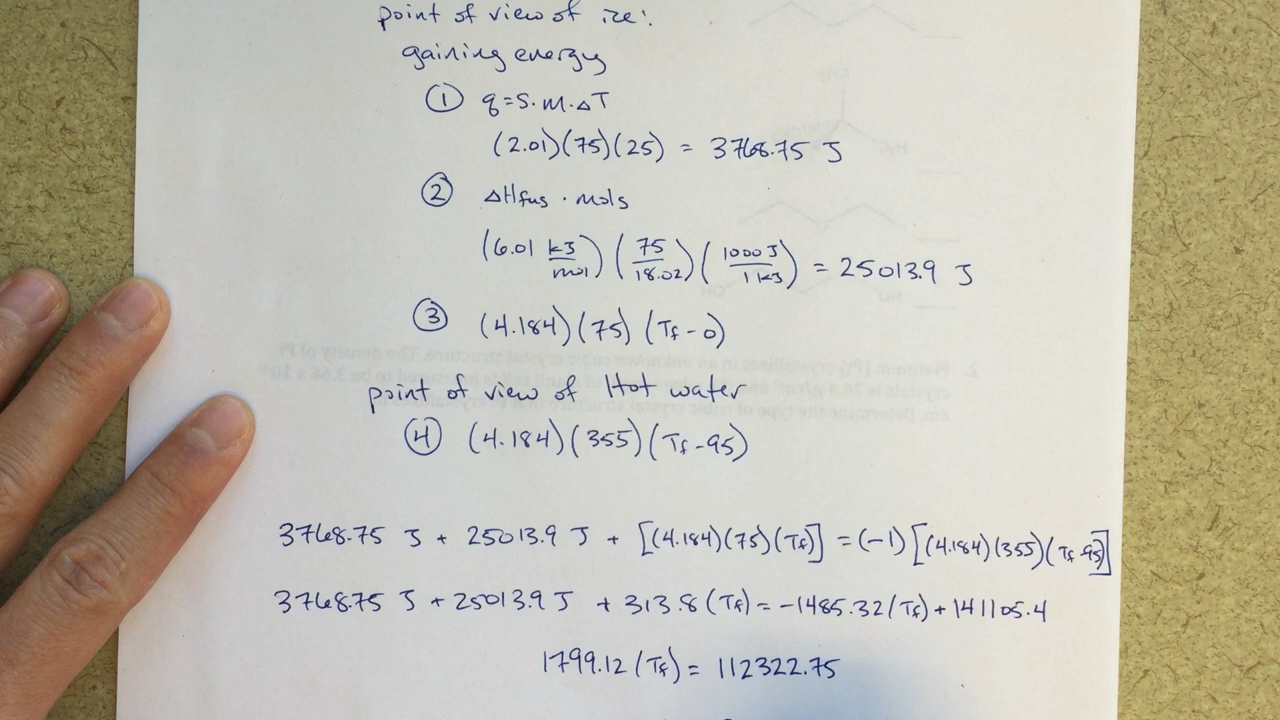 point of view of ice:
gaining energy
① q=S.m.ΔT
(2.01)(75)(25) = 3768.75 J
② ΔHfus · mols
(6.01 kJ/mol) (75/18.02) (1000 J/1 kJ) = 25013.9 J
③ (4.184)(75)(Tf-0)
point of view of Hot water
④ (4.184)(355)(Tf-95)
3768.75 J + 25013.9 J + [(4.184)(75)(Tf)] = (-1)[(4.184)(355)(Tf-95)]
3768.75 J + 25013.9 J + 313.8(Tf) = -1485.32(Tf) + 141105.4
1799.12(Tf) = 112322.75